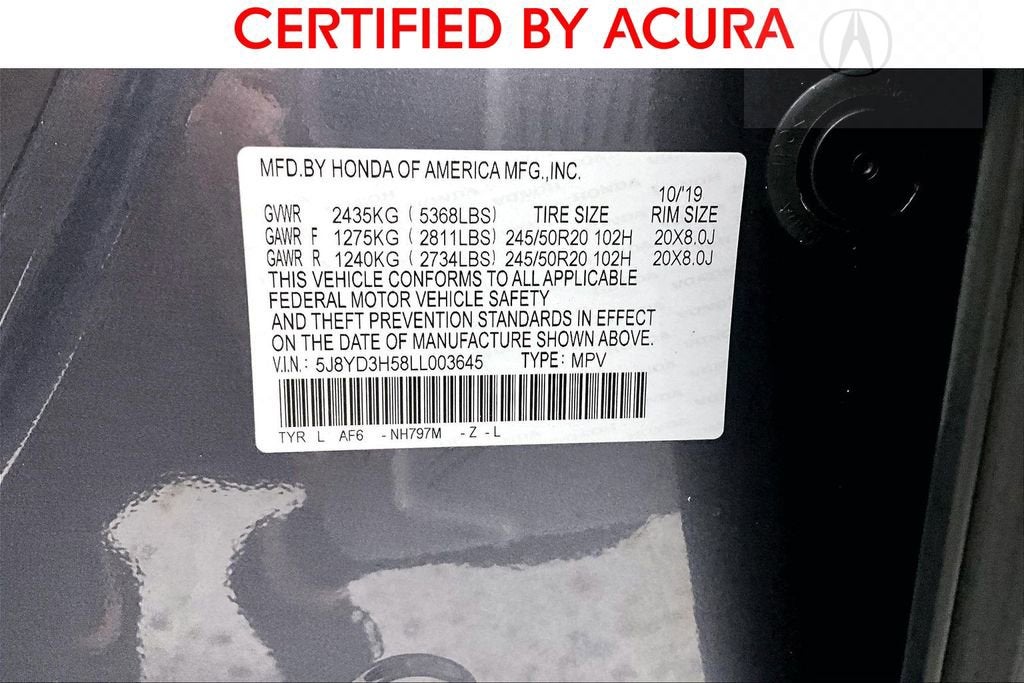 CERTIFIED BY ACURA
MFD.BY HONDA OF AMERICA MFG.,INC.
10/'19
GVWR 2435KG ( 5368LBS) TIRE SIZE RIM SIZE
GAWR F 1275KG ( 2811LBS) 245/50R20 102H 20X8.0J
GAWR R 1240KG ( 2734LBS) 245/50R20 102H 20X8.0J
THIS VEHICLE CONFORMS TO ALL APPLICABLE
FEDERAL MOTOR VEHICLE SAFETY
AND THEFT PREVENTION STANDARDS IN EFFECT
ON THE DATE OF MANUFACTURE SHOWN ABOVE.
V.I.N.: 5J8YD3H58LL003645 TYPE: MPV
TYR L AF6 -NH797M -Z -L